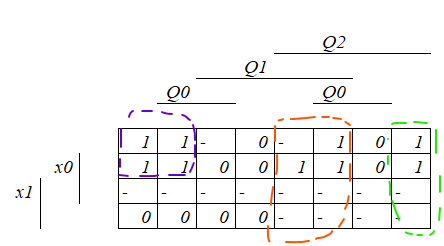 Q2
Q1
Q0 Q0
1 1 - 0 - 1 0 1
x0 1 1 0 0 1 1 0 1
x1 - - - - - - - -
0 0 0 0 - - - -